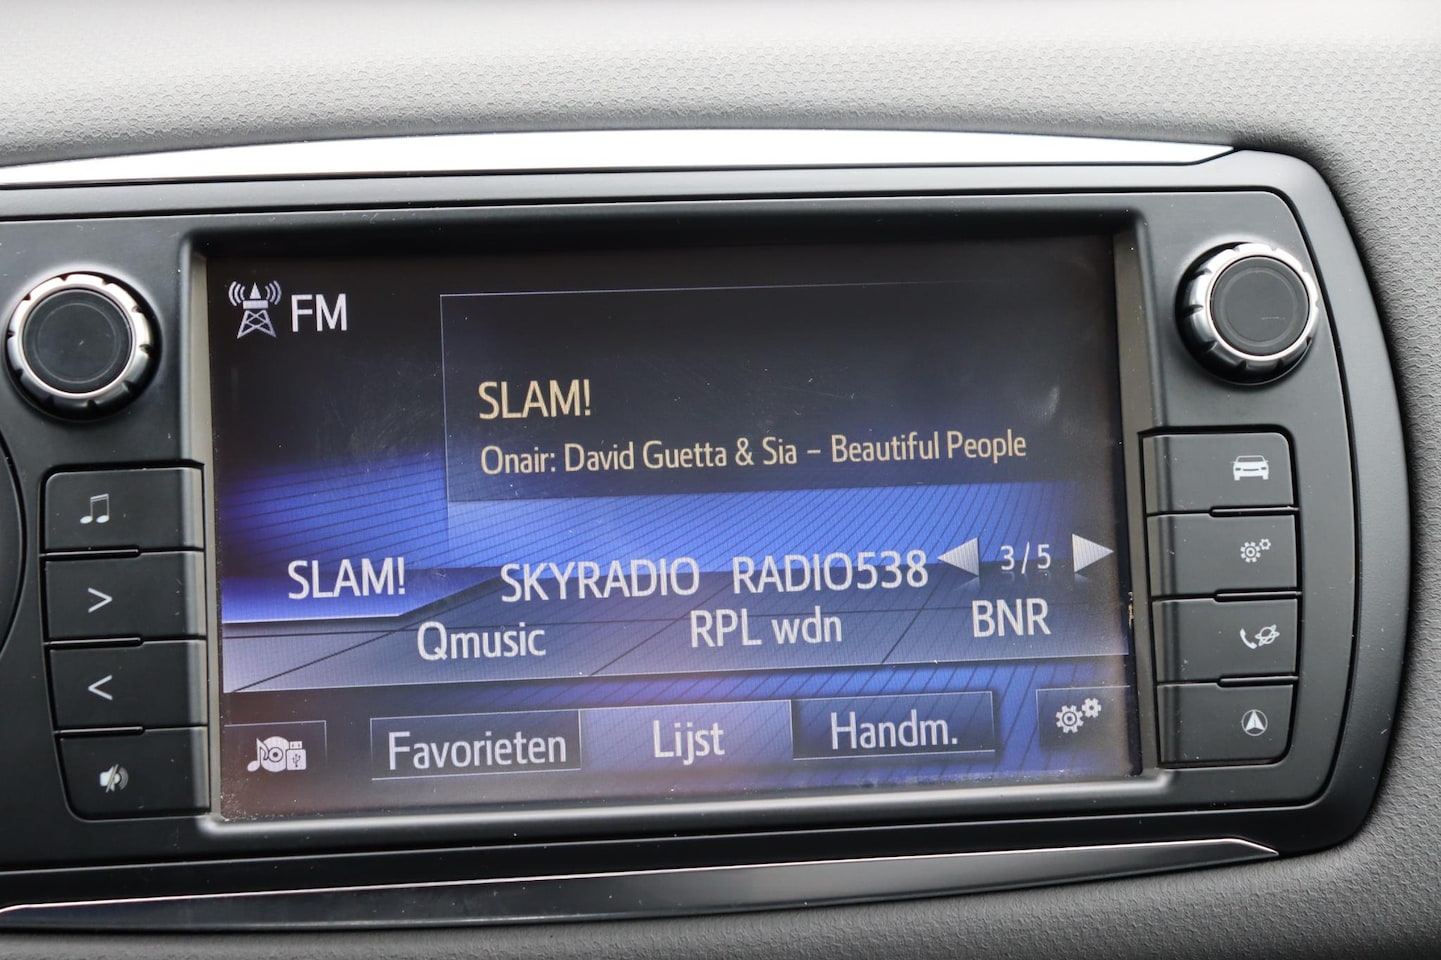 FM
SLAM!
Onair: David Guetta & Sia – Beautiful People
SLAM! SKYRADIO RADIO538 3/5
Qmusic RPL wdn BNR
Favorieten Lijst Handm.